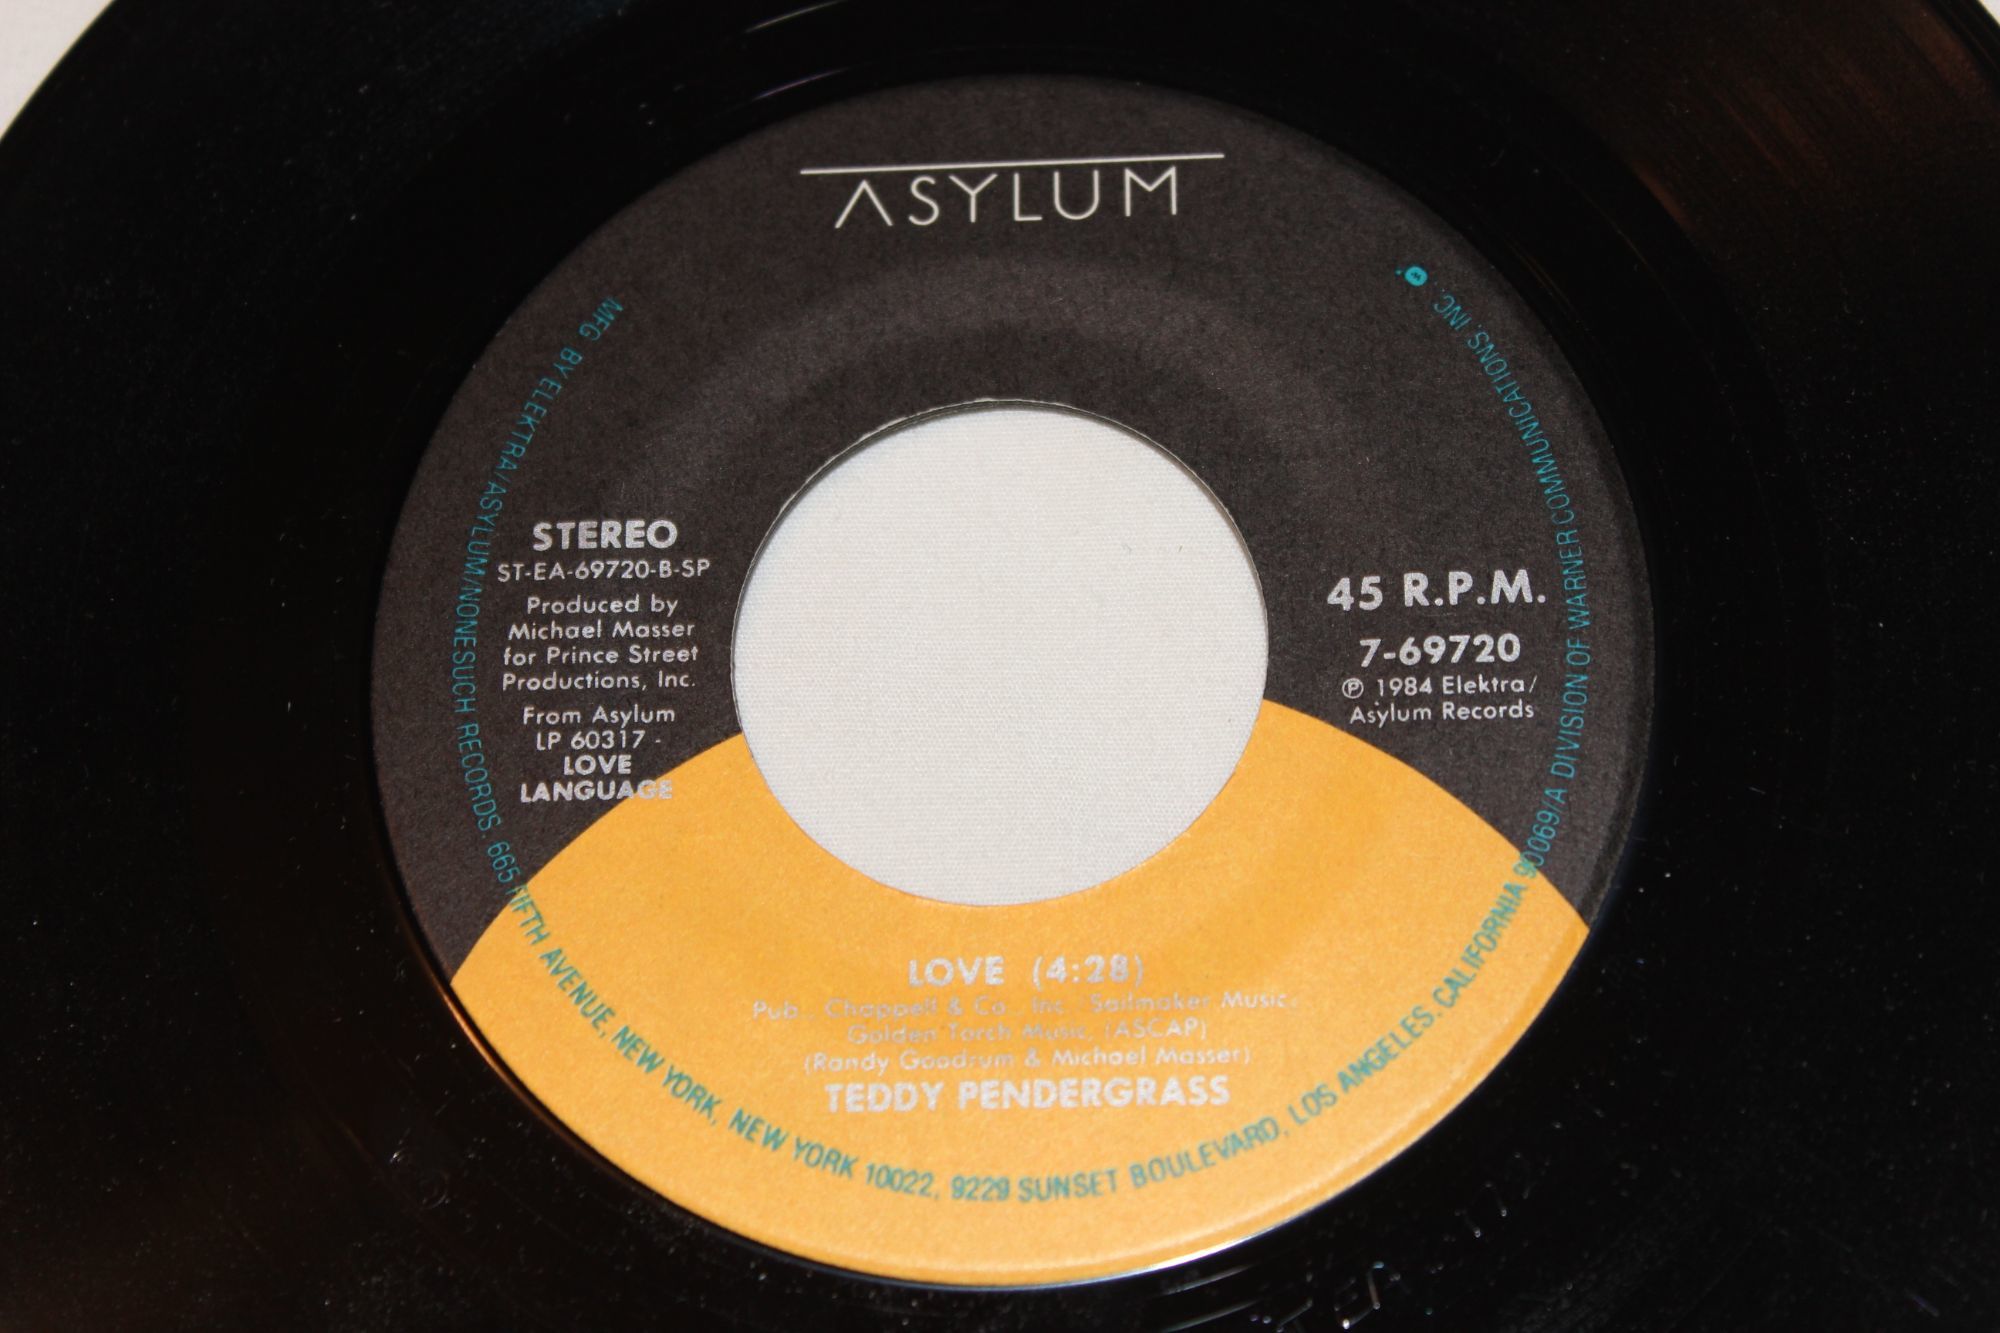 ASYLUM
STEREO
ST-EA-69720-B-SP
Produced by
Michael Masser
for Prince Street
Productions, Inc.
From Asylum
LP 60317 -
LOVE
LANGUAGE
45 R.P.M.
7-69720
℗ 1984 Elektra/
Asylum Records
LOVE (4:28)
Pub., Chappell & Co., Inc./Sailmaker Music,
Golden Torch Music, (ASCAP)
(Randy Goodrum & Michael Masser)
TEDDY PENDERGRASS
MFG BY ELEKTRA/ASYLUM/NONESUCH RECORDS. 665 FIFTH AVENUE, NEW YORK, NEW YORK 10022, 9229 SUNSET BOULEVARD, LOS ANGELES. CALIFORNIA 90069/A DIVISION OF WARNER COMMUNICATIONS, INC.